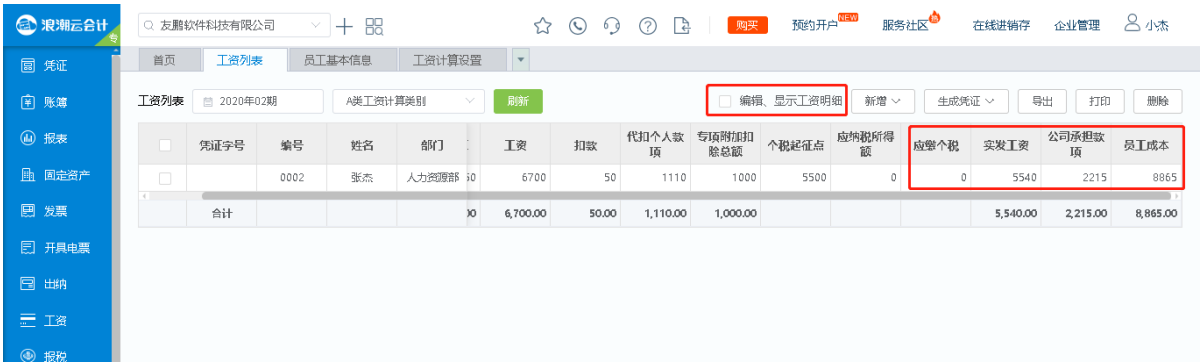 浪潮云会计
专
友鹏软件科技有限公司
购买
预约开户
NEW
服务社区
在线进销存
企业管理
小杰
首页
工资列表
员工基本信息
工资计算设置
凭证
账簿
报表
固定资产
发票
开具电票
出纳
工资
报税
工资列表
2020年02期
A类工资计算类别
刷新
编辑、显示工资明细
新增
生成凭证
导出
打印
删除
凭证字号 编号 姓名 部门 工资 扣款 代扣个人款项 专项附加扣除总额 个税起征点 应纳税所得额 应缴个税 实发工资 公司承担款项 员工成本
0002 张杰 人力资源部 50 6700 50 1110 1000 5500 0 0 5540 2215 8865
合计 00 6,700.00 50.00 1,110.00 1,000.00 5,540.00 2,215.00 8,865.00